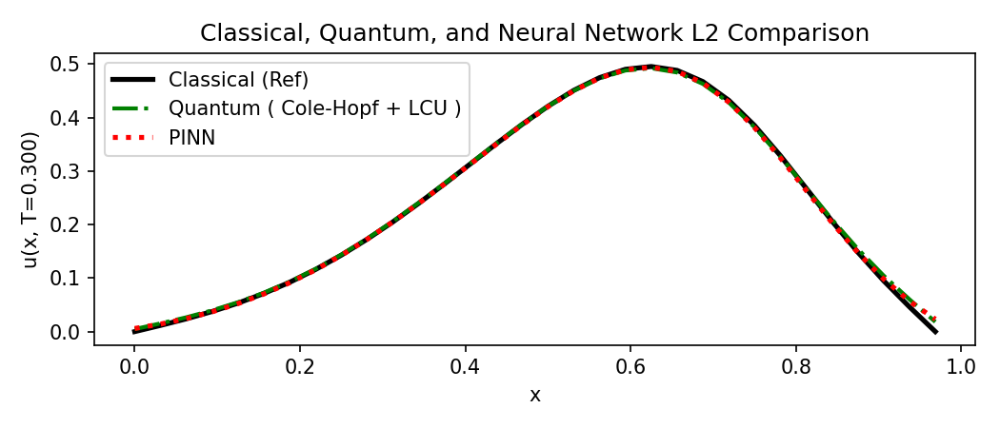 Classical, Quantum, and Neural Network L2 Comparison
Classical (Ref)
Quantum ( Cole-Hopf + LCU )
PINN
u(x, T=0.300)
0.5
0.4
0.3
0.2
0.1
0.0
0.0 0.2 0.4 0.6 0.8 1.0
x